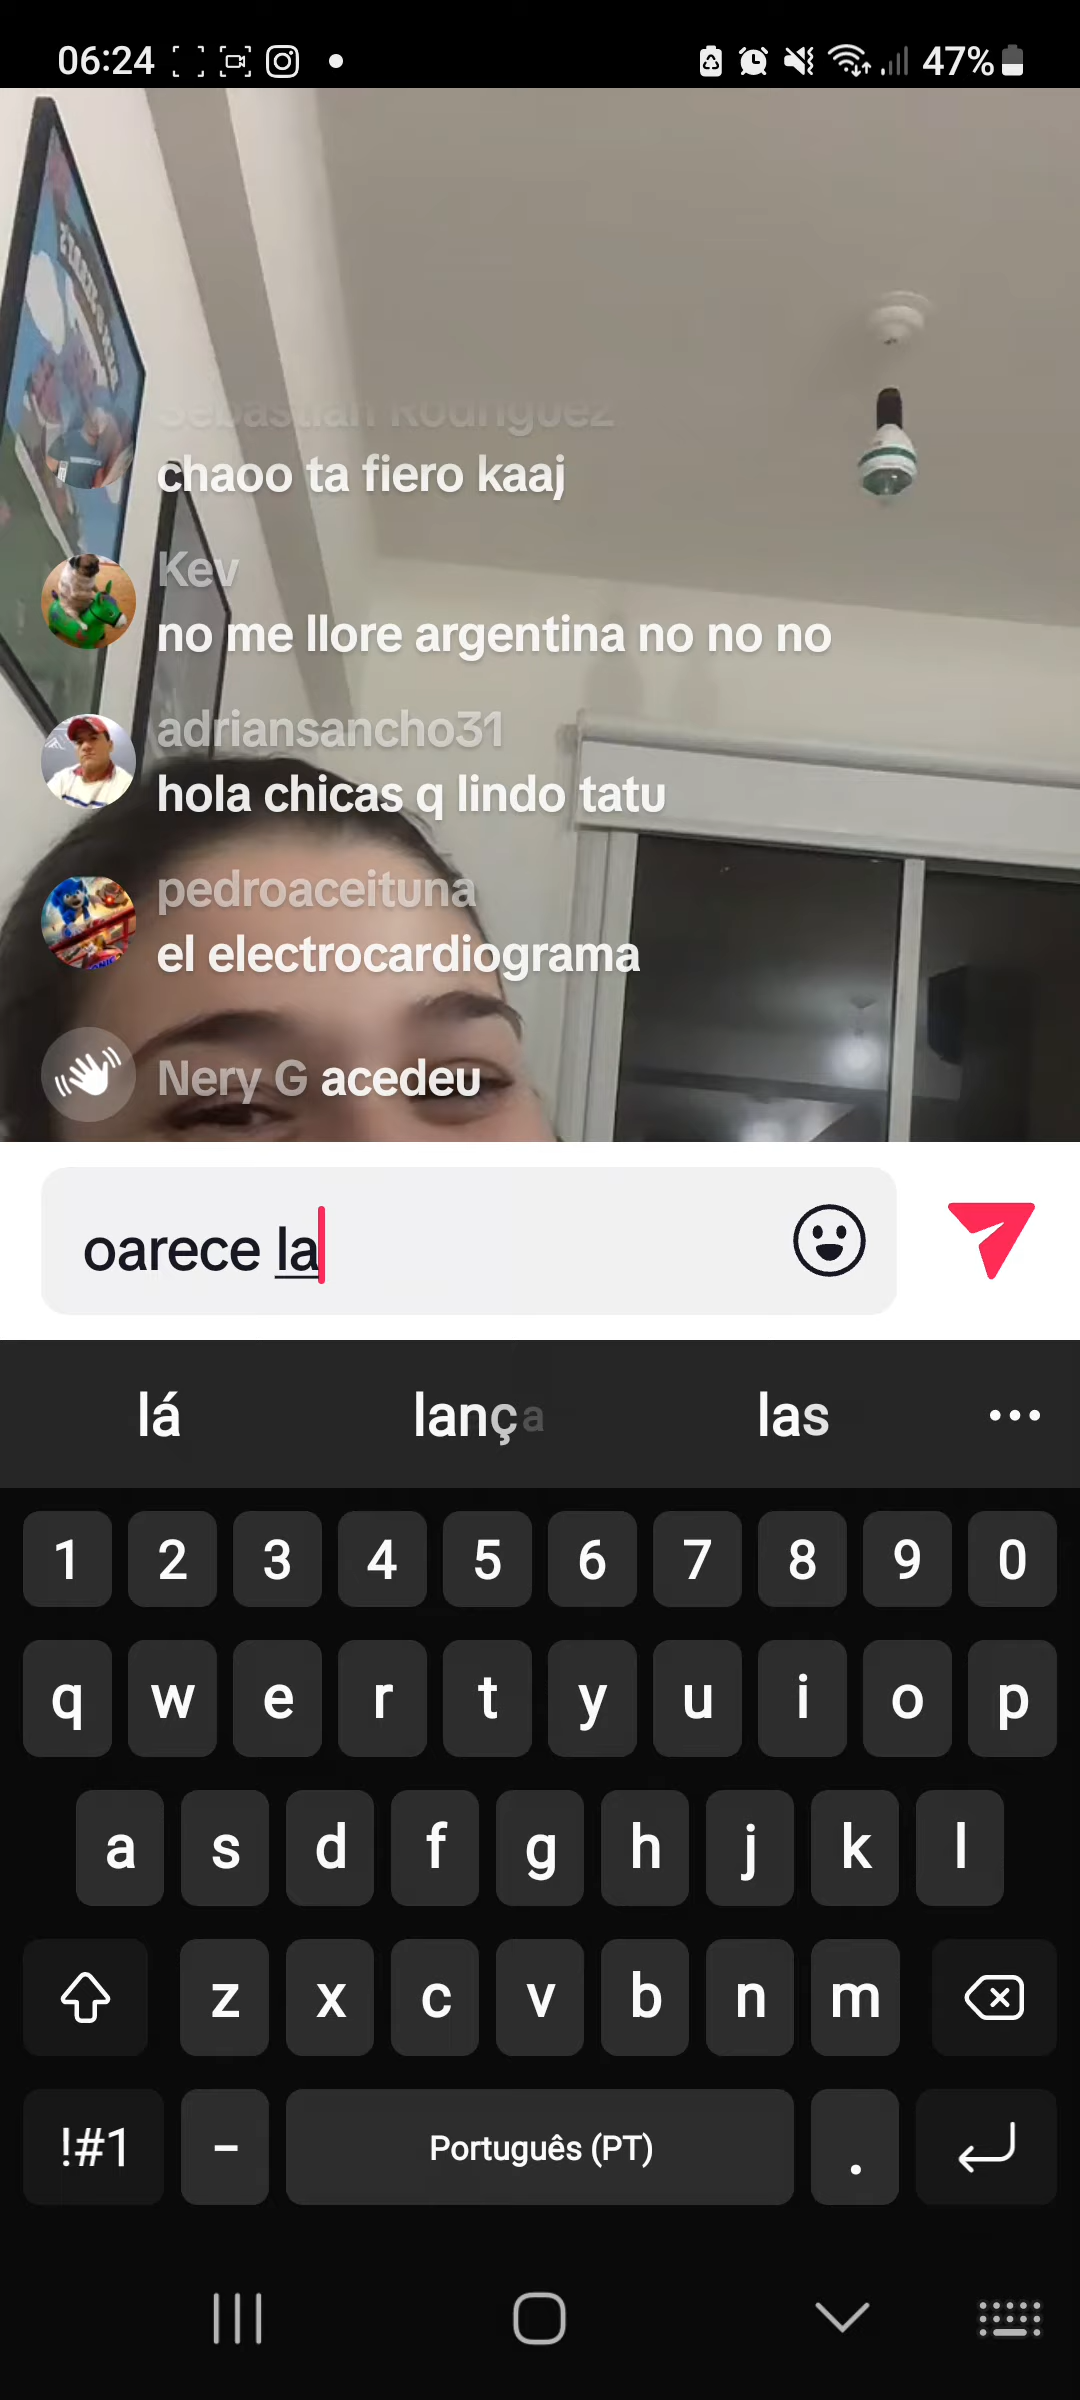 06:24
47%
Sebastian Rodriguez
chaoo ta fiero kaaj
Kev
no me llore argentina no no no
adriansancho31
hola chicas q lindo tatu
pedroaceituna
el electrocardiograma
Nery G acedeu
oarece la
lá lança las
1 2 3 4 5 6 7 8 9 0
q w e r t y u i o p
a s d f g h j k l
z x c v b n m
!#1 - Português (PT) .